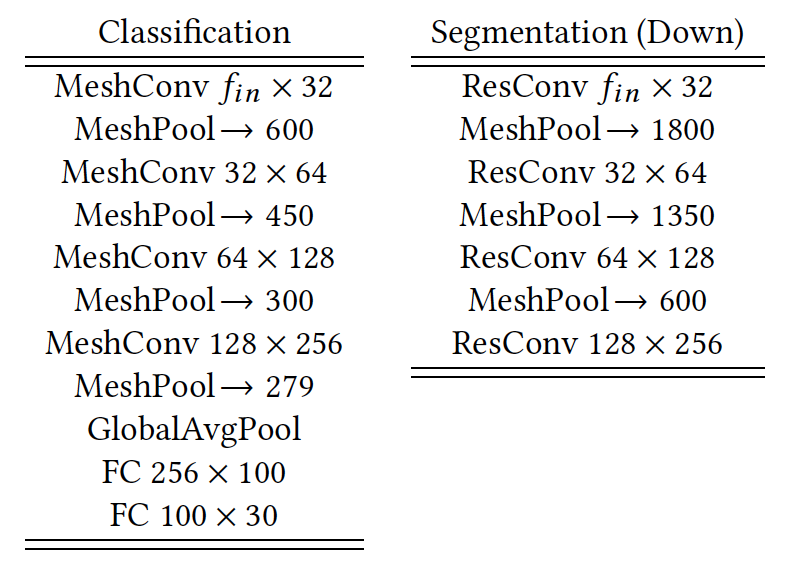 Classification
MeshConv f_in × 32
MeshPool → 600
MeshConv 32 × 64
MeshPool → 450
MeshConv 64 × 128
MeshPool → 300
MeshConv 128 × 256
MeshPool → 279
GlobalAvgPool
FC 256 × 100
FC 100 × 30
Segmentation (Down)
ResConv f_in × 32
MeshPool → 1800
ResConv 32 × 64
MeshPool → 1350
ResConv 64 × 128
MeshPool → 600
ResConv 128 × 256